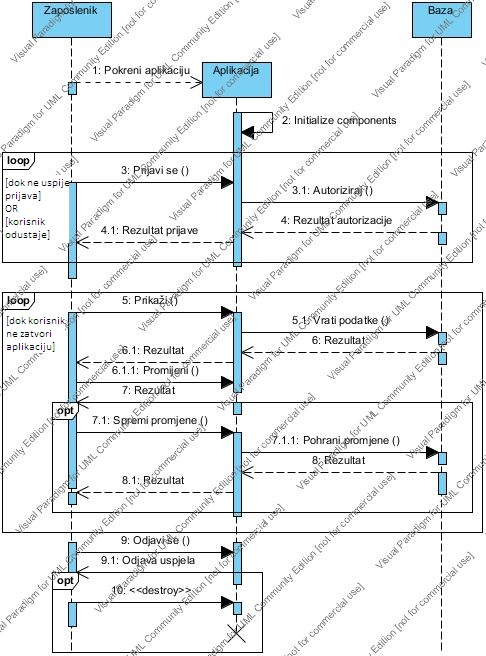 Zaposlenik
Baza
1: Pokreni aplikaciju
Aplikacija
2: Initialize components
loop
[dok ne uspije
prijava]
OR
[korisnik
odustaje]
3: Prijavi se ()
3.1: Autoriziraj ()
4: Rezultat autorizacije
4.1: Rezultat prijave
loop
[dok korisnik
ne zatvori
aplikaciju]
5: Prikaži ()
5.1: Vrati podatke ()
6: Rezultat
6.1: Rezultat
6.1.1: Promijeni ()
7: Rezultat
opt
7.1: Spremi promjene ()
7.1.1: Pohrani promjene ()
8: Rezultat
8.1: Rezultat
9: Odjavi se ()
9.1: Odjava uspjela
opt
10: <<destroy>>
Visual Paradigm for UML Community Edition [not for commercial use]